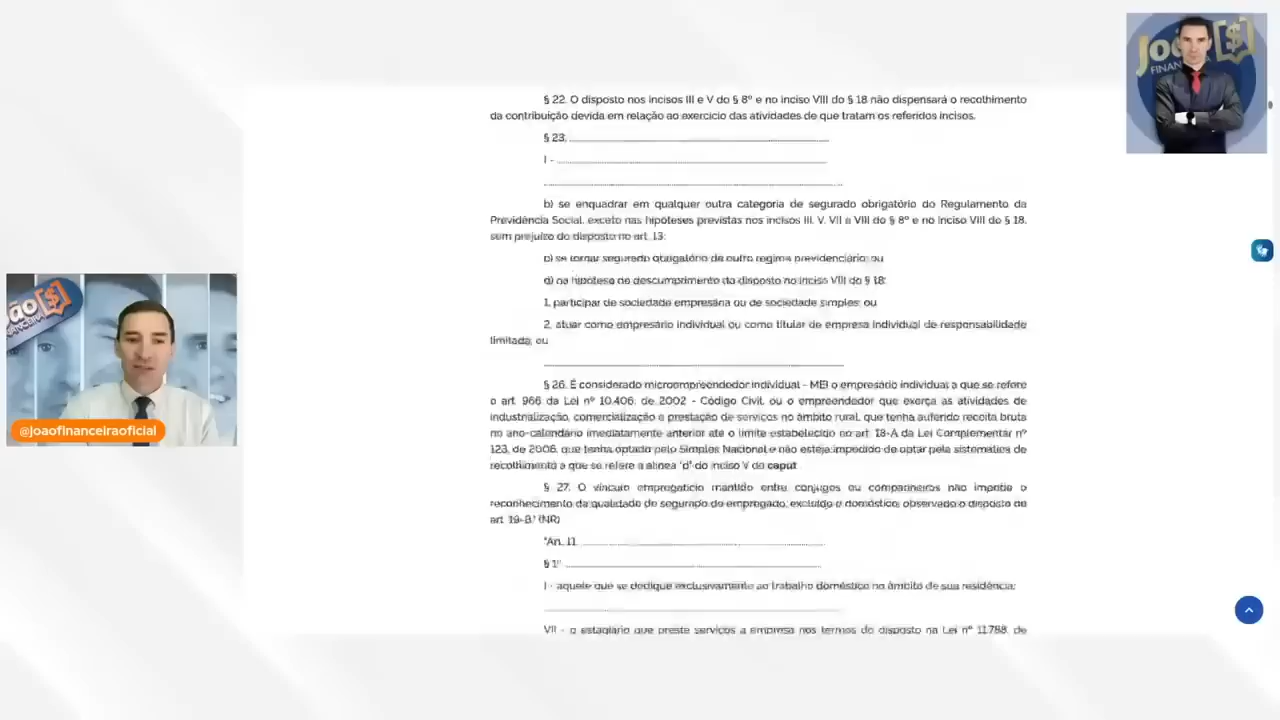 João [$]
FINANCEIRA
§ 22. O disposto nos incisos III e V do § 8º e no inciso VIII do § 18 não dispensará o recolhimento
da contribuição devida em relação ao exercício das atividades de que tratam os referidos incisos.
§ 23.
I -
b) se enquadrar em qualquer outra categoria de segurado obrigatório do Regulamento da
Previdência Social, exceto nas hipóteses previstas nos incisos III, V, VII e VIII do § 8º e no inciso VIII do § 18,
sem prejuízo do disposto no art. 13;
c) se tornar segurado obrigatório de outro regime previdenciário; ou
d) na hipótese de descumprimento do disposto no inciso VIII do § 18:
1. participar de sociedade empresária ou de sociedade simples; ou
2. atuar como empresário individual ou como titular de empresa individual de responsabilidade
limitada; ou
§ 26. É considerado microempreendedor individual - MEI o empresário individual a que se refere
o art. 966 da Lei nº 10.406, de 2002 - Código Civil, ou o empreendedor que exerça as atividades de
industrialização, comercialização e prestação de serviços no âmbito rural, que tenha auferido receita bruta
no ano-calendário imediatamente anterior até o limite estabelecido no art. 18-A da Lei Complementar nº
123, de 2006, que tenha optado pelo Simples Nacional e não esteja impedido de optar pela sistemática de
recolhimento a que se refere a alínea "d" do inciso V do caput.
§ 27. O vínculo empregatício mantido entre cônjuges ou companheiros não impede o
reconhecimento da qualidade de segurado do empregado, excluído o doméstico, observado o disposto no
art. 19-B." (NR)
"Art. 11.
§ 1º
I - aquele que se dedique exclusivamente ao trabalho doméstico no âmbito de sua residência;
VII - o estagiário que preste serviços a empresa nos termos do disposto na Lei nº 11.788, de
@joaofinanceiraoficial